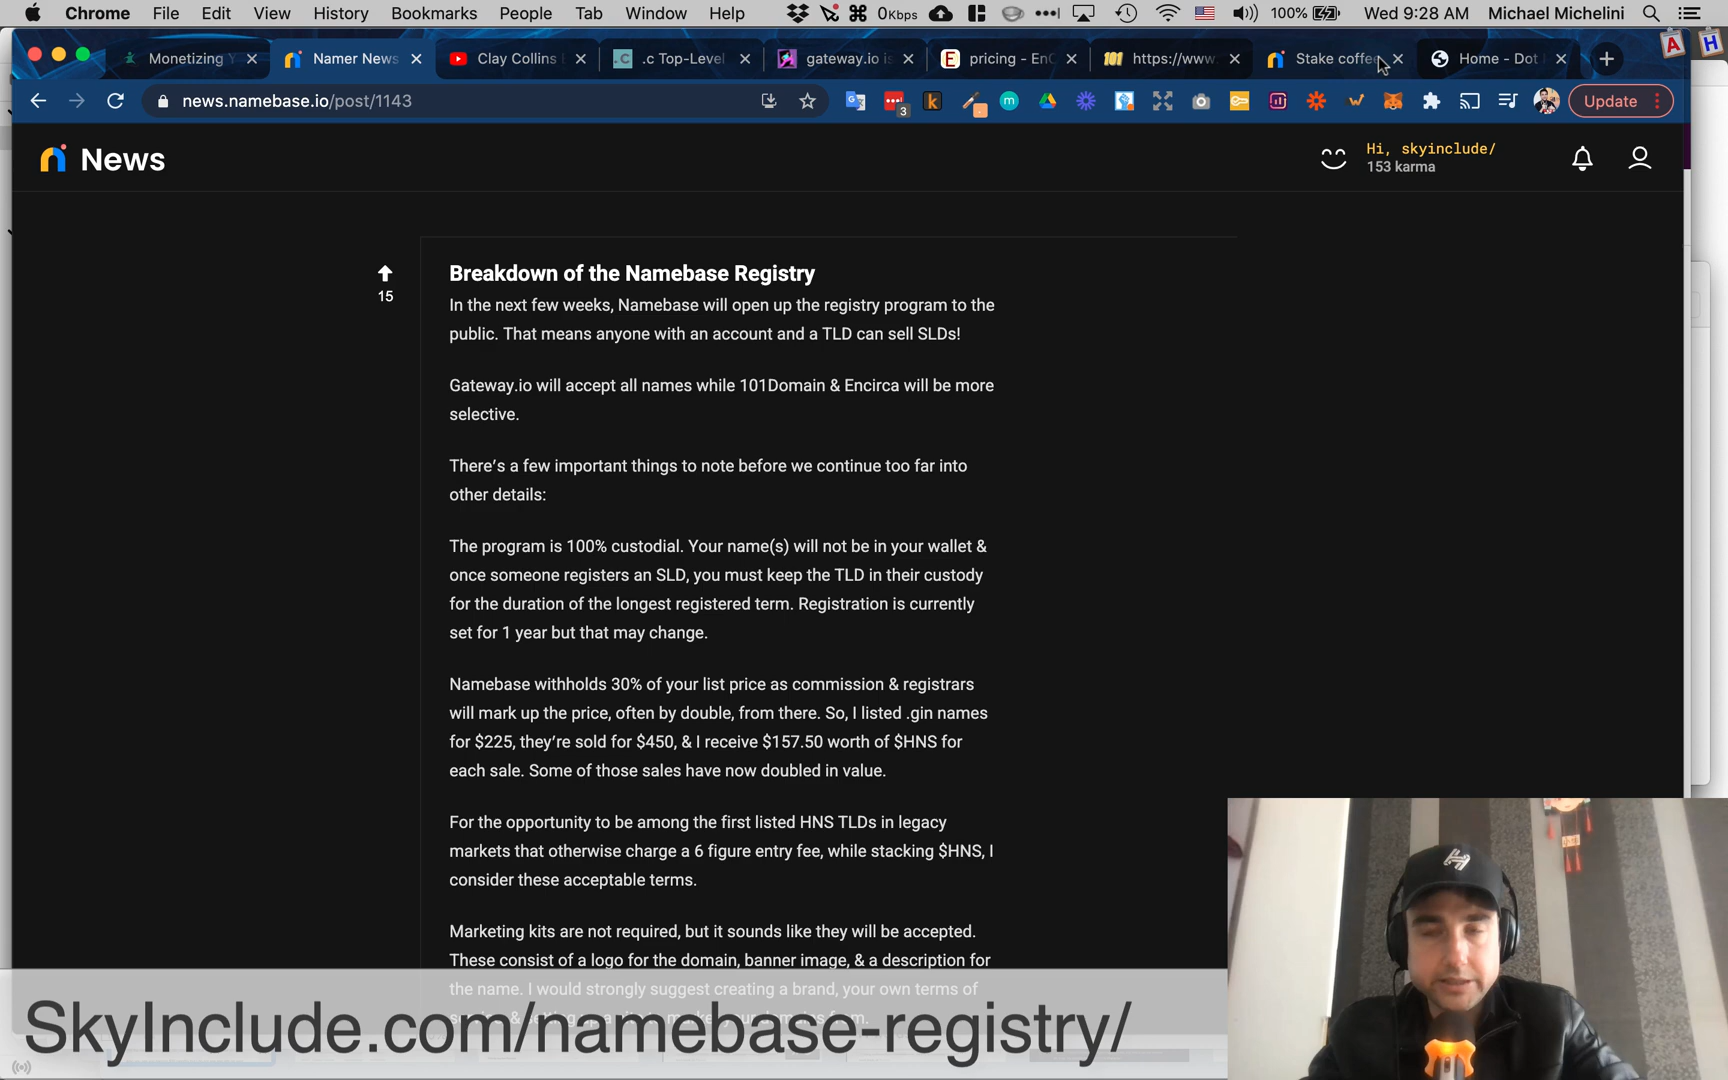 Chrome File Edit View History Bookmarks People Tab Window Help 0Kbps 100% Wed 9:28 AM Michael Michelini
Monetizing Y Namer News Clay Collins .c Top-Level gateway.io is pricing - EnC https://www. Stake coffee Home - Dot
news.namebase.io/post/1143 3 Update
News
Hi, skyinclude/
153 karma
15
Breakdown of the Namebase Registry
In the next few weeks, Namebase will open up the registry program to the
public. That means anyone with an account and a TLD can sell SLDs!
Gateway.io will accept all names while 101Domain & Encirca will be more
selective.
There's a few important things to note before we continue too far into
other details:
The program is 100% custodial. Your name(s) will not be in your wallet &
once someone registers an SLD, you must keep the TLD in their custody
for the duration of the longest registered term. Registration is currently
set for 1 year but that may change.
Namebase withholds 30% of your list price as commission & registrars
will mark up the price, often by double, from there. So, I listed .gin names
for $225, they're sold for $450, & I receive $157.50 worth of $HNS for
each sale. Some of those sales have now doubled in value.
For the opportunity to be among the first listed HNS TLDs in legacy
markets that otherwise charge a 6 figure entry fee, while stacking $HNS, I
consider these acceptable terms.
Marketing kits are not required, but it sounds like they will be accepted.
These consist of a logo for the domain, banner image, & a description for
the name. I would strongly suggest creating a brand, your own terms of
SkyInclude.com/namebase-registry/